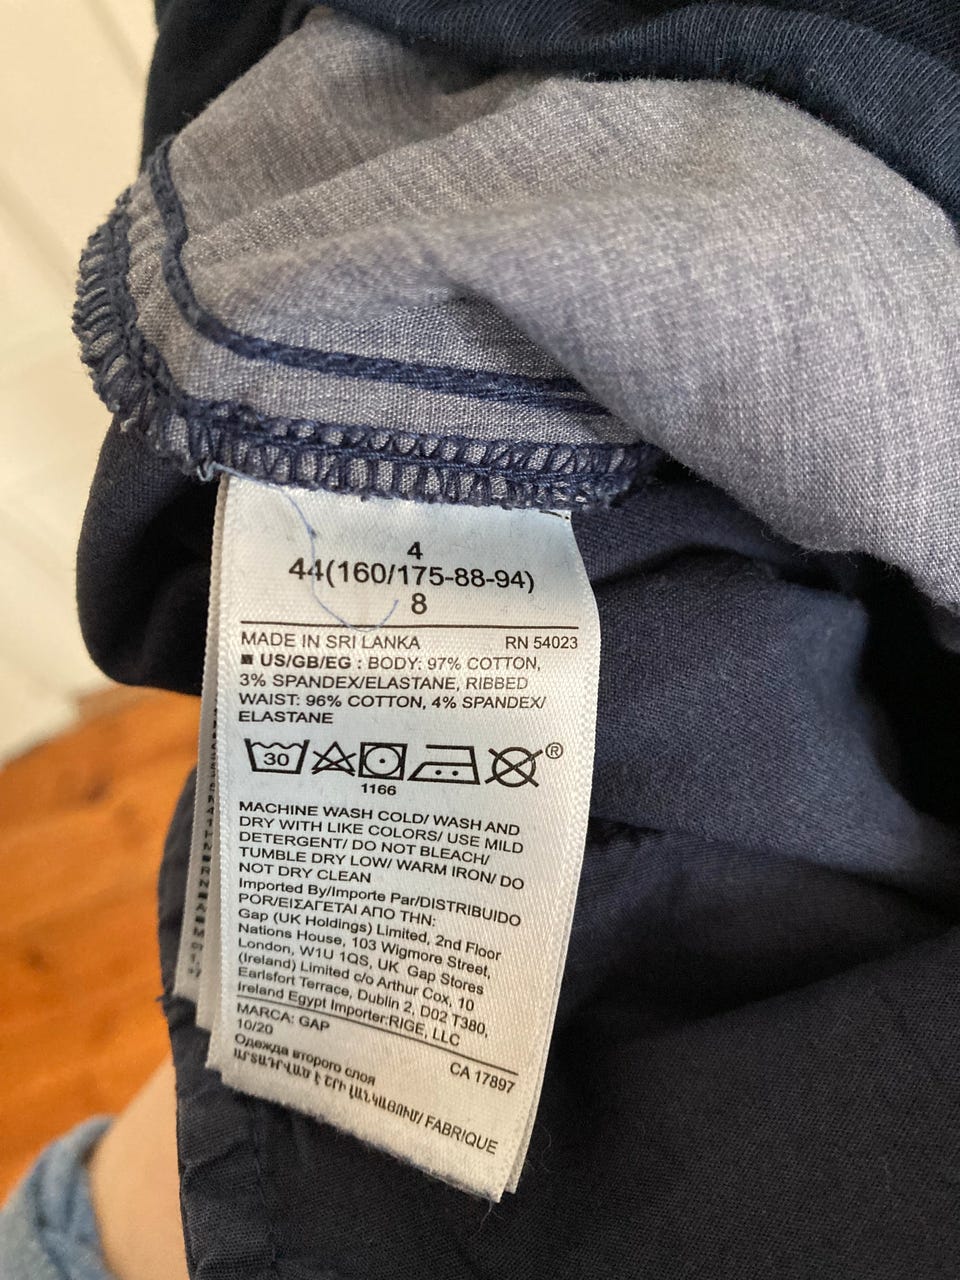 4
44(160/175-88-94)
8
MADE IN SRI LANKA RN 54023
US/GB/EG : BODY: 97% COTTON,
3% SPANDEX/ELASTANE, RIBBED
WAIST: 96% COTTON, 4% SPANDEX/
ELASTANE
30 ®
1166
MACHINE WASH COLD/ WASH AND
DRY WITH LIKE COLORS/ USE MILD
DETERGENT/ DO NOT BLEACH/
TUMBLE DRY LOW/ WARM IRON/ DO
NOT DRY CLEAN
Imported By/Importe Par/DISTRIBUIDO
POR/ΕΙΣΑΓΕΤΑΙ ΑΠΟ ΤΗΝ:
Gap (UK Holdings) Limited, 2nd Floor
Nations House, 103 Wigmore Street,
London, W1U 1QS, UK Gap Stores
(Ireland) Limited c/o Arthur Cox, 10
Earlsfort Terrace, Dublin 2, D02 T380,
Ireland Egypt Importer:RIGE, LLC
MARCA: GAP
10/20 CA 17897
Одежда второго слоя
ԱՐՏԱԴՐՎԱԾ Է ՇՐԻ ԼԱՆԿԱՅՈՒՄ/ FABRIQUE